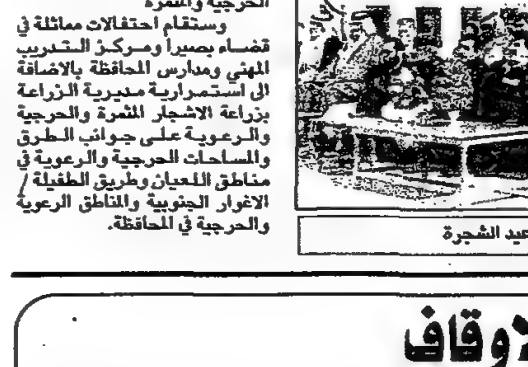 الحرجية والمثمرة
وستقام احتفالات مماثلة في
قضاء بصيرا ومركز التدريب
المهني ومدارس المحافظة بالاضافة
الى استمرارية مديرية الزراعة
بزراعة الاشجار المثمرة والحرجية
والرعوية على جوانب الطرق
والمساحات الحرجية والرعوية في
مناطق اللعبان وطريق الطفيلة /
الاغوار الجنوبية والمناطق الرعوية
والحرجية في المحافظة.
عيد الشجرة
لاوقاف